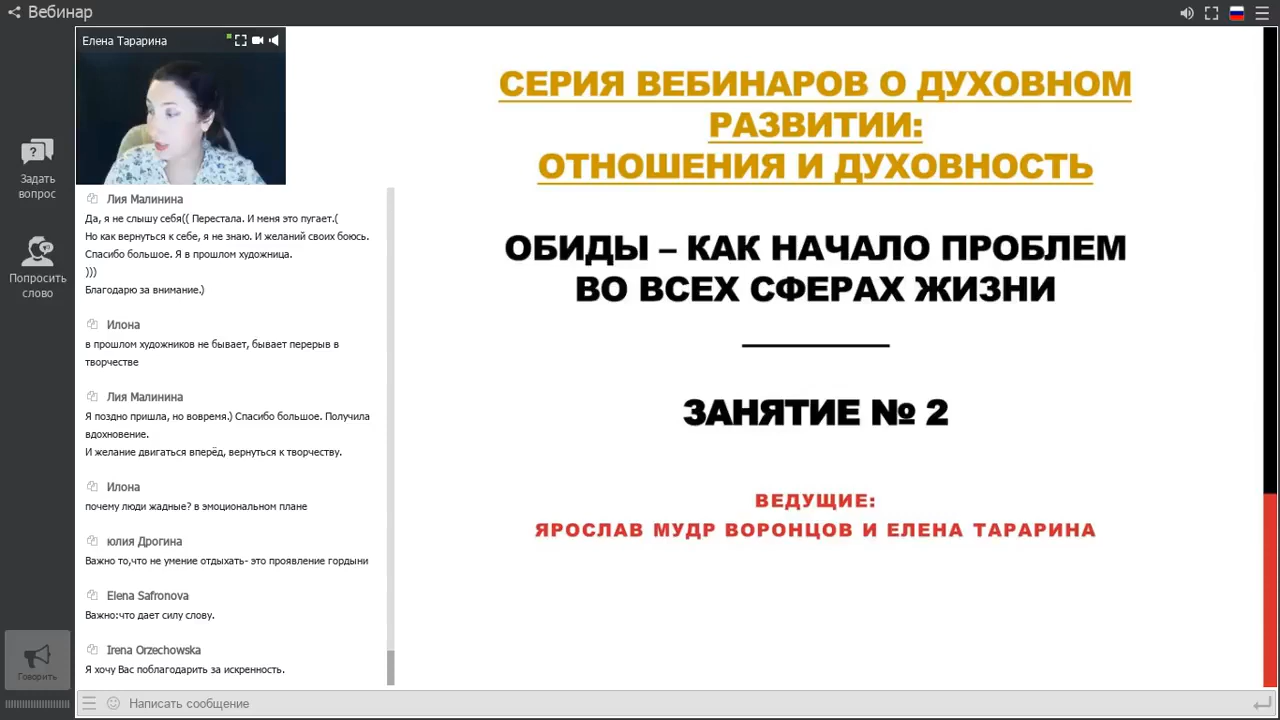 Вебинар
Елена Тарарина
Задать
вопрос
Попросить
слово
Говорить
Лия Малинина
Да, я не слышу себя(( Перестала. И меня это пугает.(
Но как вернуться к себе, я не знаю. И желаний своих боюсь.
Спасибо большое. Я в прошлом художница.
)))
Благодарю за внимание.)
Илона
в прошлом художников не бывает, бывает перерыв в
творчестве
Лия Малинина
Я поздно пришла, но вовремя.) Спасибо большое. Получила
вдохновение.
И желание двигаться вперёд, вернуться к творчеству.
Илона
почему люди жадные? в эмоциональном плане
юлия Дрогина
Важно то,что не умение отдыхать- это проявление гордыни
Elena Safronova
Важно:что дает силу слову.
Irena Orzechowska
Я хочу Вас поблагодарить за искренность.
Написать сообщение
СЕРИЯ ВЕБИНАРОВ О ДУХОВНОМ
РАЗВИТИИ:
ОТНОШЕНИЯ И ДУХОВНОСТЬ
ОБИДЫ – КАК НАЧАЛО ПРОБЛЕМ
ВО ВСЕХ СФЕРАХ ЖИЗНИ
ЗАНЯТИЕ № 2
ВЕДУЩИЕ:
ЯРОСЛАВ МУДР ВОРОНЦОВ И ЕЛЕНА ТАРАРИНА